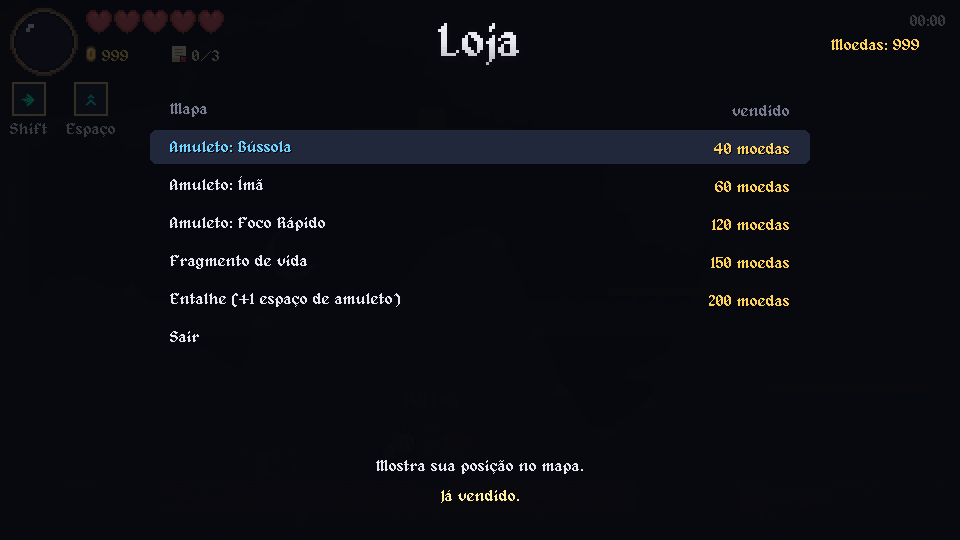 Loja
00:00
Moedas: 999
999
0/3
Shift
Espaço
Mapa
vendido
Amuleto: Bússola
40 moedas
Amuleto: Ímã
60 moedas
Amuleto: Foco Rápido
120 moedas
Fragmento de vida
150 moedas
Entalhe (+1 espaço de amuleto)
200 moedas
Sair
Mostra sua posição no mapa.
Já vendido.